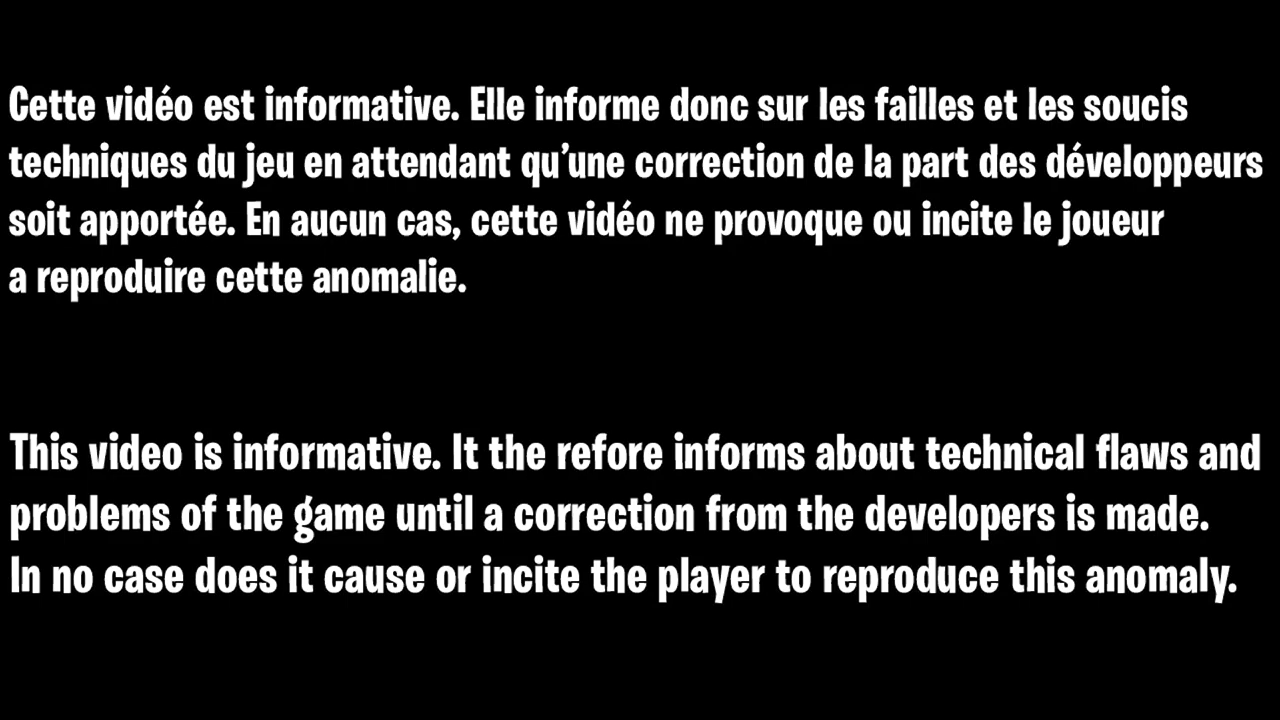 Cette vidéo est informative. Elle informe donc sur les failles et les soucis
techniques du jeu en attendant qu’une correction de la part des développeurs
soit apportée. En aucun cas, cette vidéo ne provoque ou incite le joueur
a reproduire cette anomalie.
This video is informative. It the refore informs about technical flaws and
problems of the game until a correction from the developers is made.
In no case does it cause or incite the player to reproduce this anomaly.